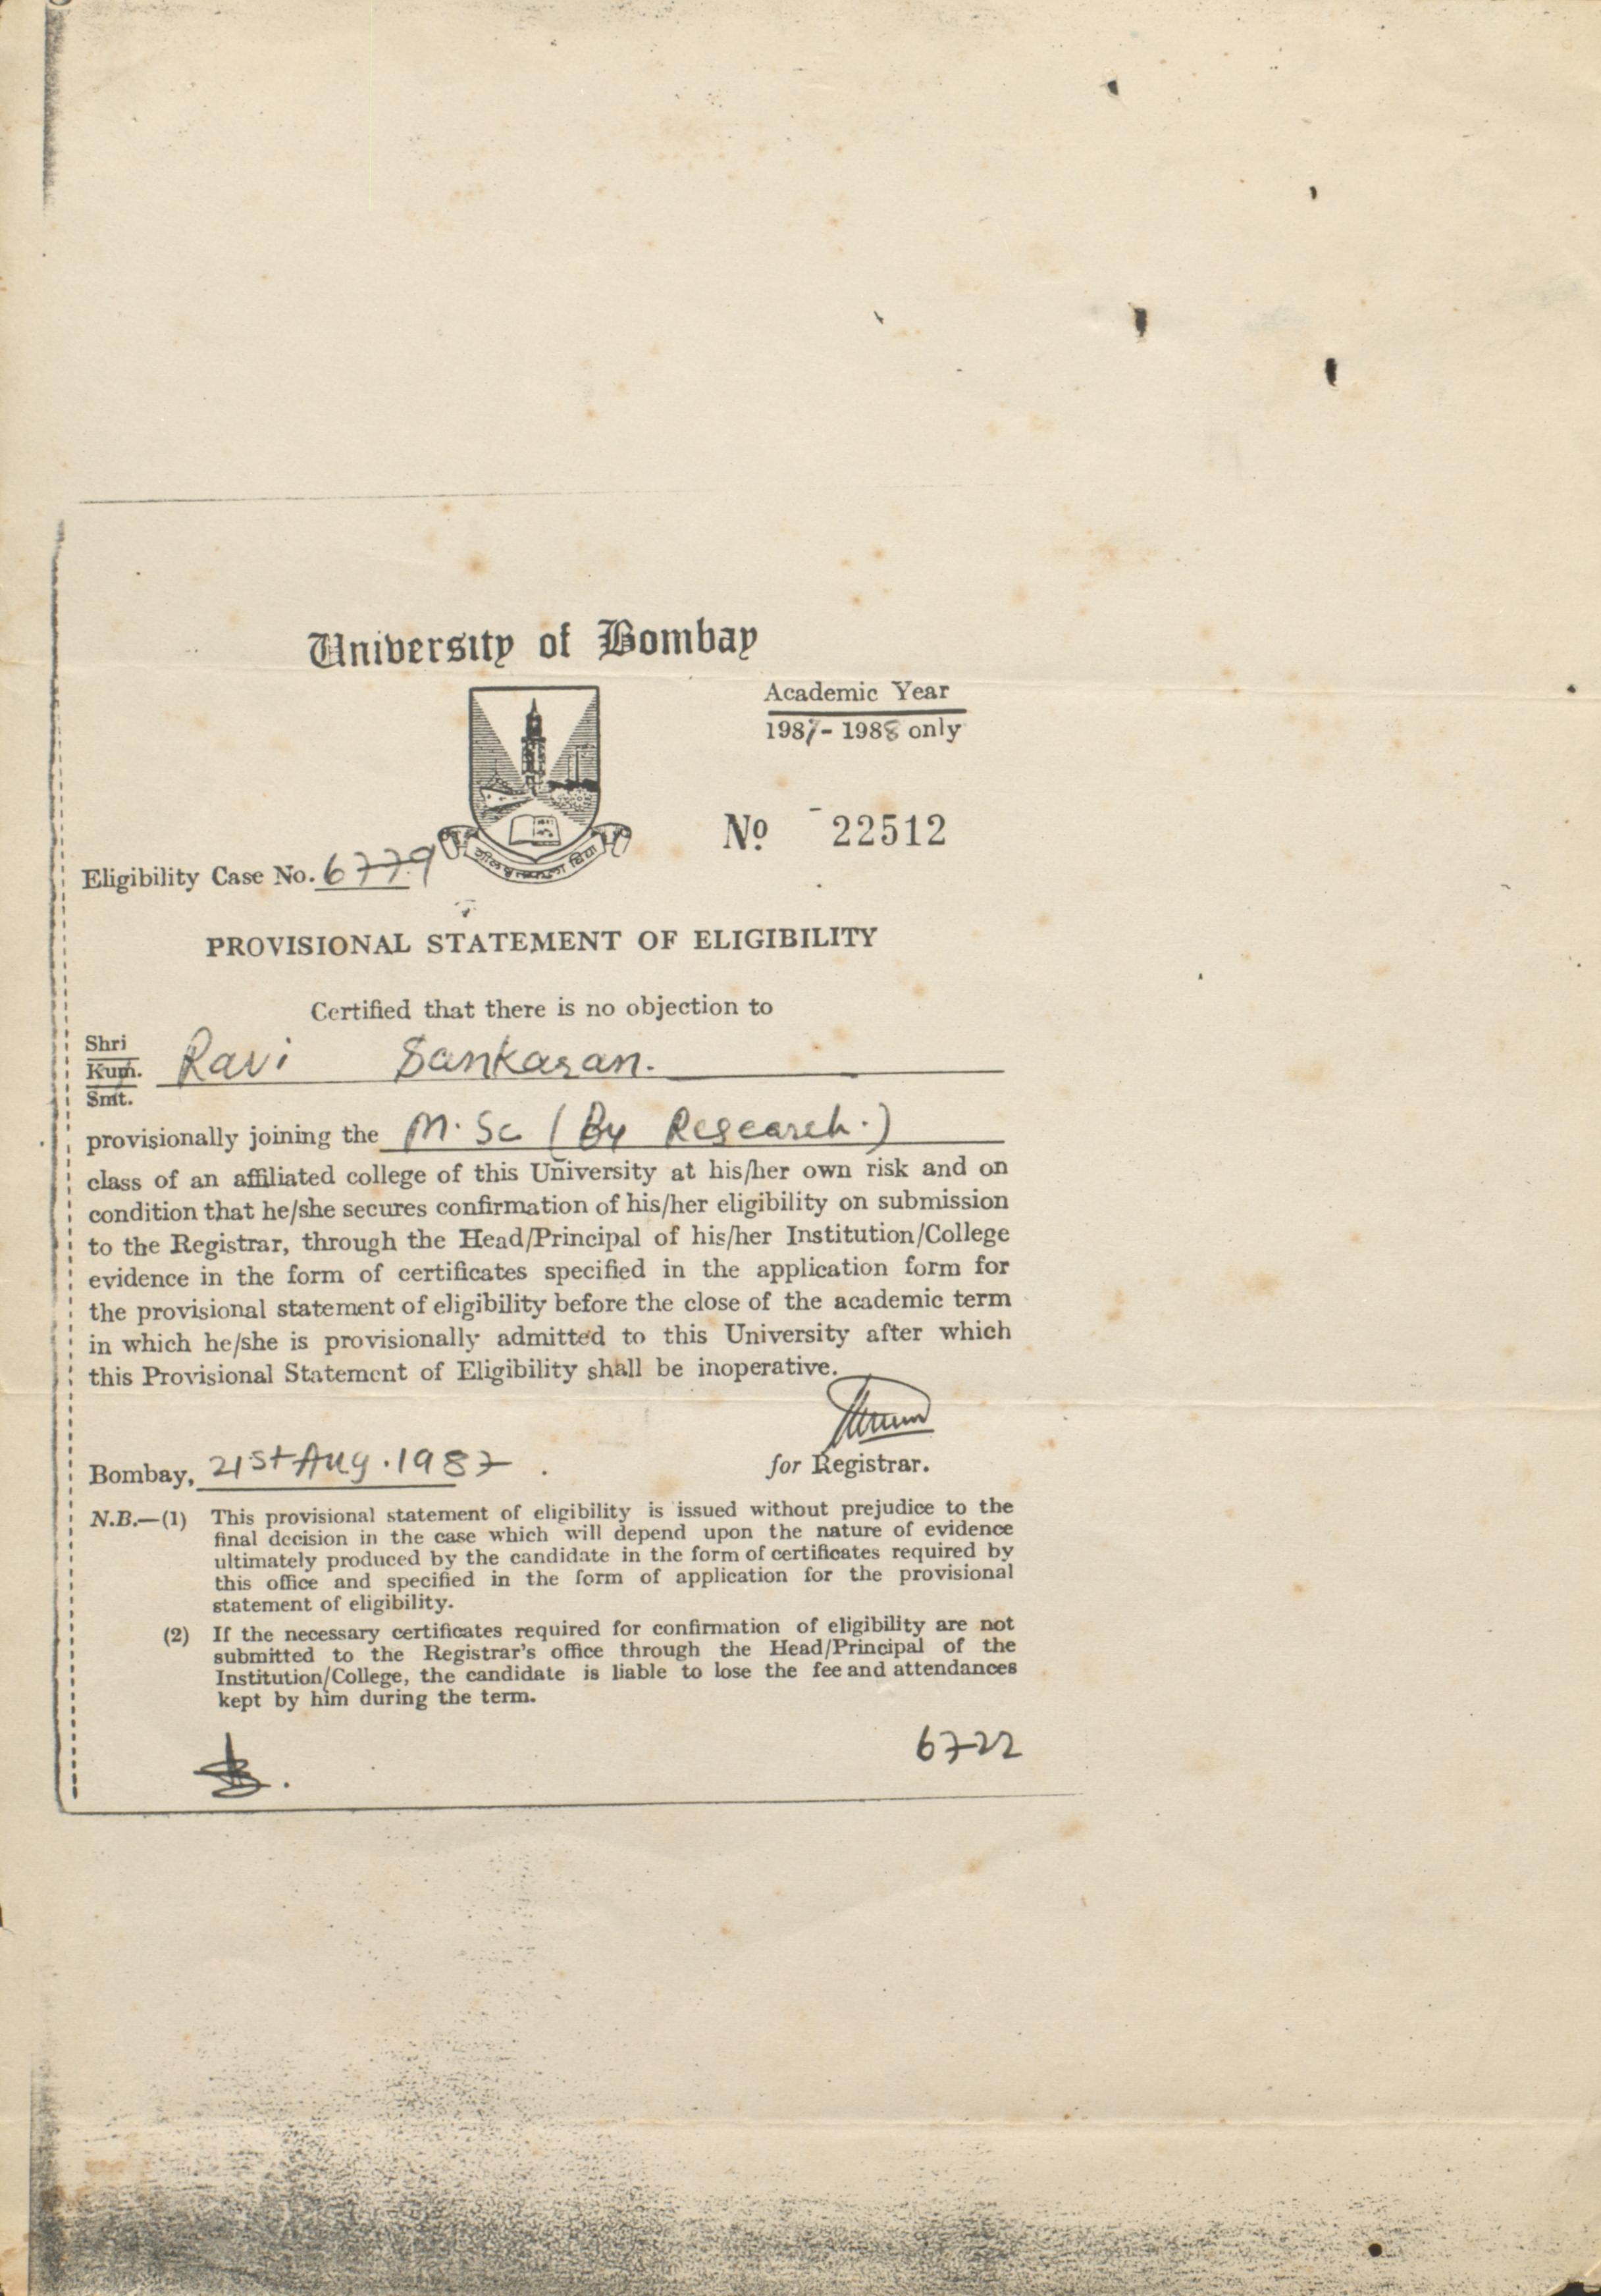 University of Bombay
Academic Year
1987-1988 only
No 22512
Eligibility Case No. 6779
PROVISIONAL STATEMENT OF ELIGIBILITY
Certified that there is no objection to
Shri
Kum.
Smt.
Ravi Sankaran.
provisionally joining the M.Sc (By Research.)
class of an affiliated college of this University at his/her own risk and on
condition that he/she secures confirmation of his/her eligibility on submission
to the Registrar, through the Head/Principal of his/her Institution/College
evidence in the form of certificates specified in the application form for
the provisional statement of eligibility before the close of the academic term
in which he/she is provisionally admitted to this University after which
this Provisional Statement of Eligibility shall be inoperative.
Bombay, 21st Aug. 1987
for Registrar.
N.B.—(1) This provisional statement of eligibility is issued without prejudice to the
final decision in the case which will depend upon the nature of evidence
ultimately produced by the candidate in the form of certificates required by
this office and specified in the form of application for the provisional
statement of eligibility.
(2) If the necessary certificates required for confirmation of eligibility are not
submitted to the Registrar's office through the Head/Principal of the
Institution/College, the candidate is liable to lose the fee and attendances
kept by him during the term.
6722